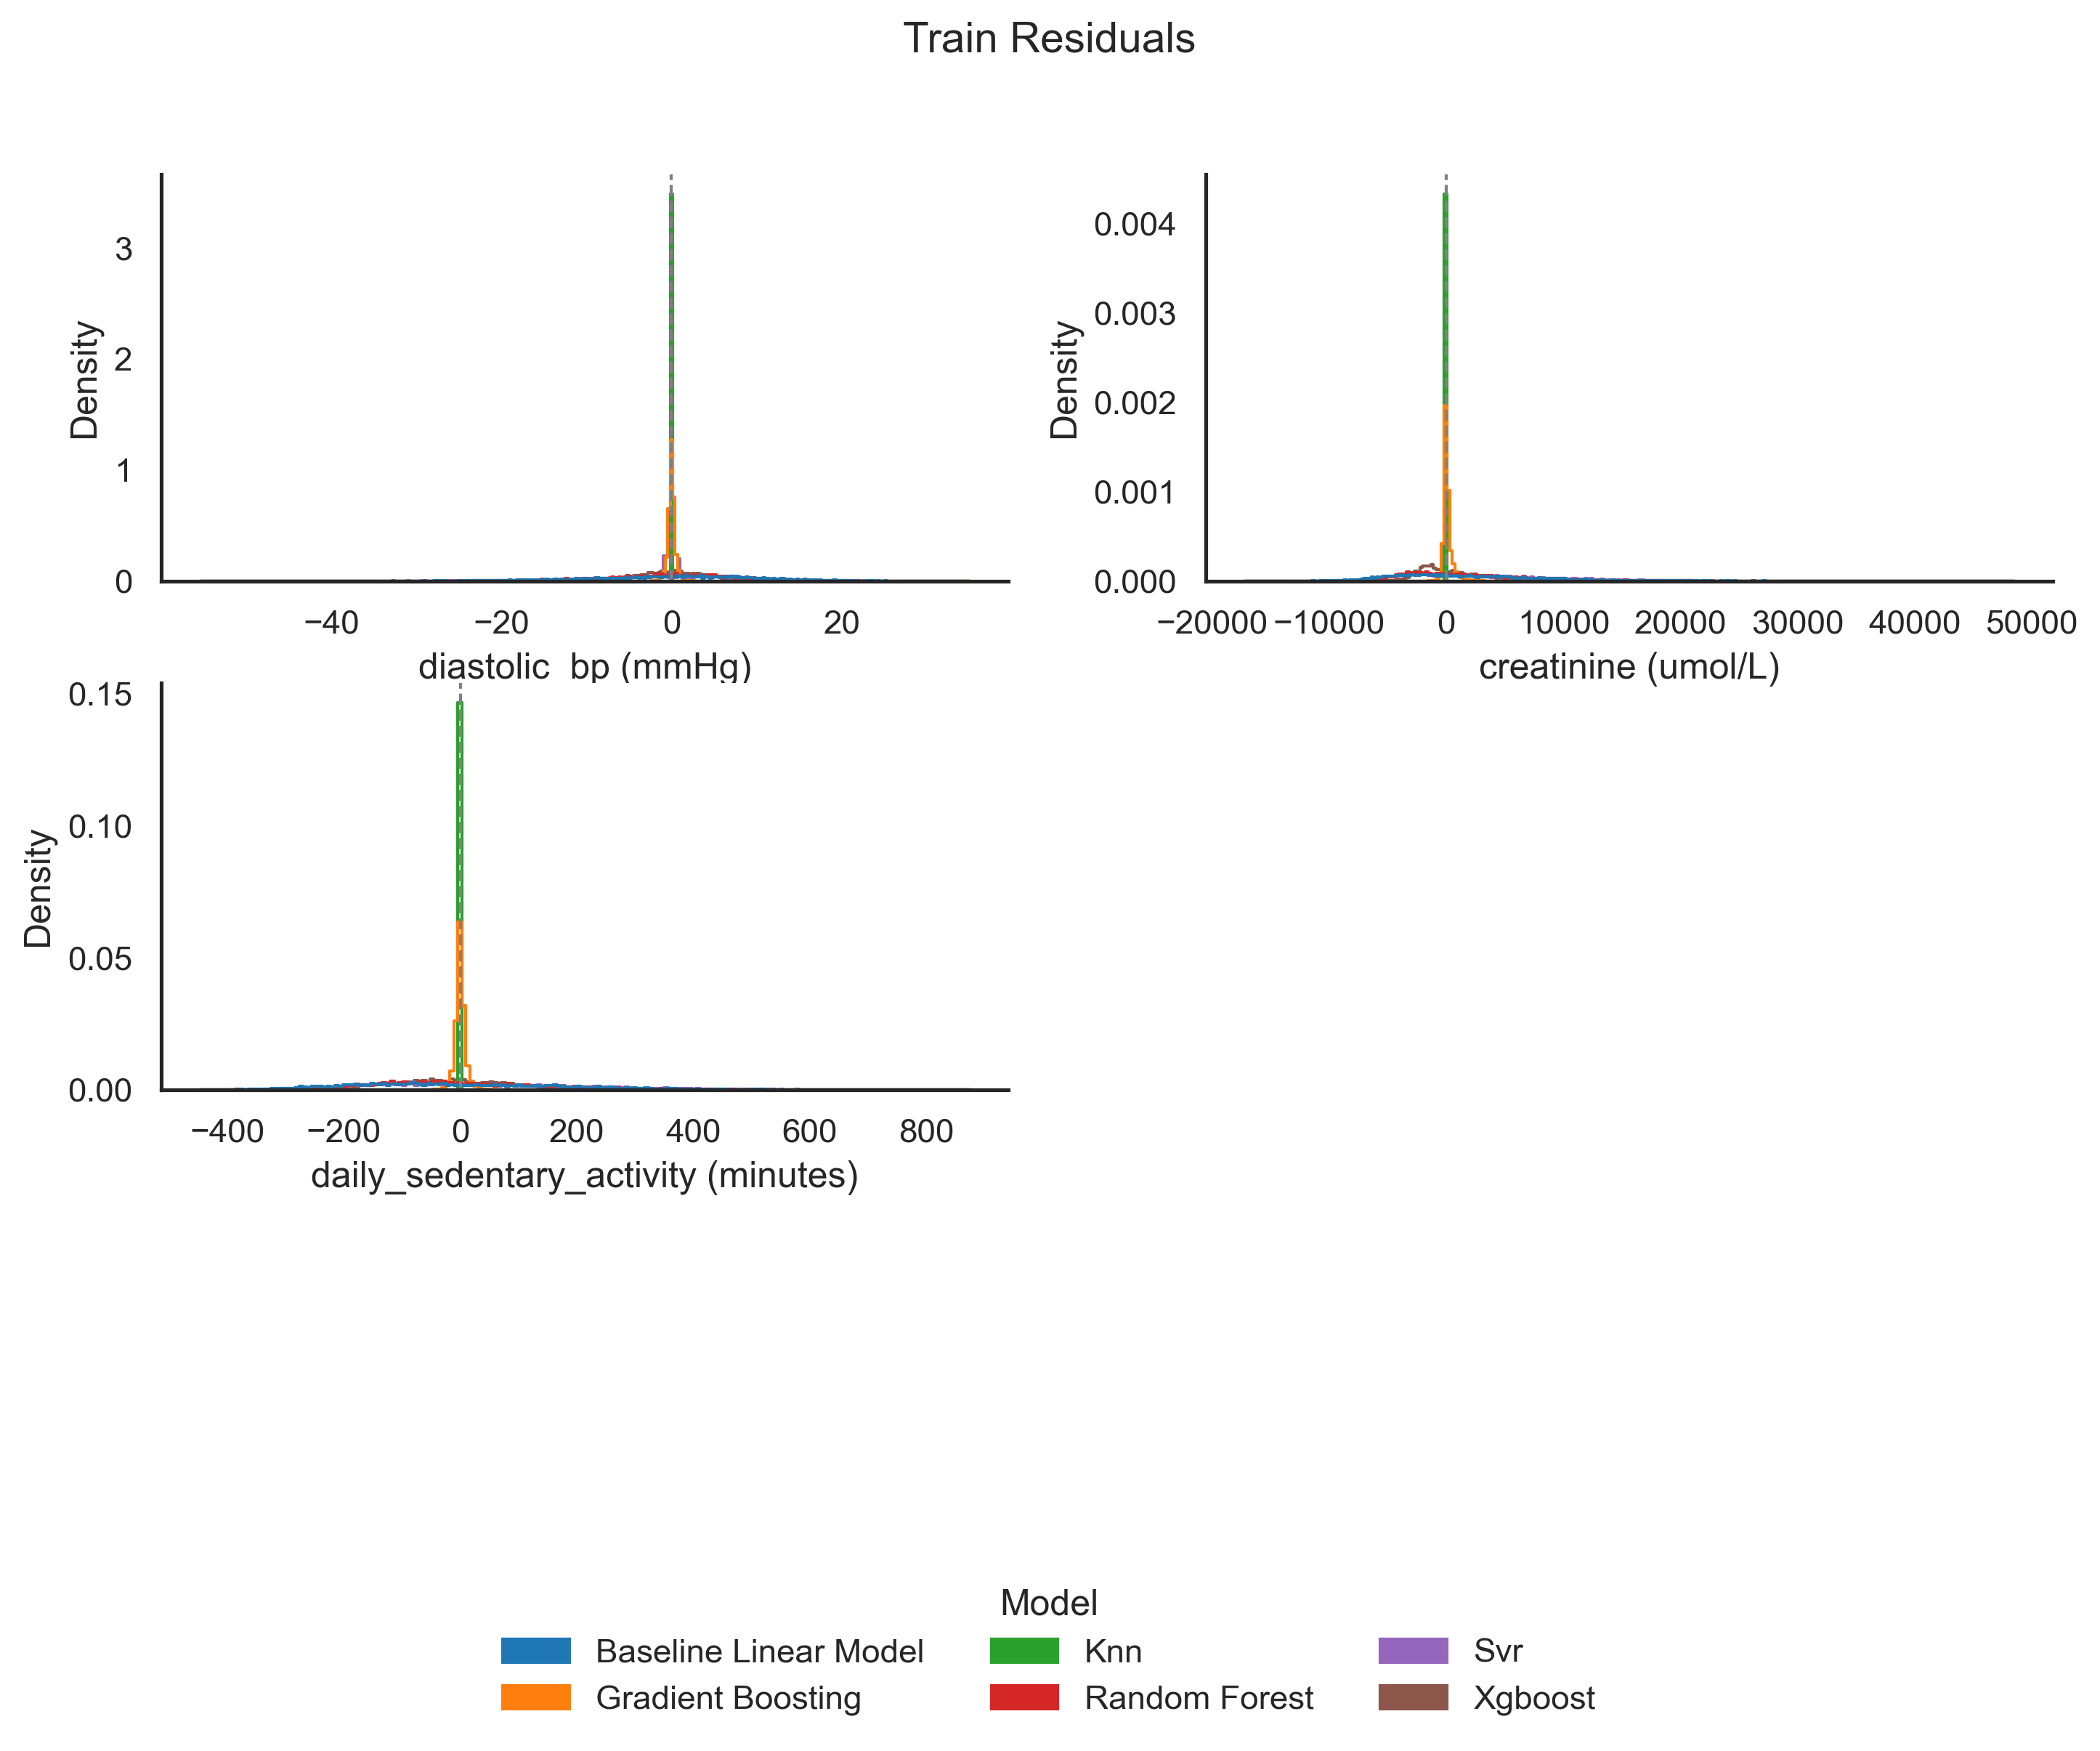 Train Residuals
Density
3
2
1
0
−40 −20 0 20
diastolic bp (mmHg)
Density
0.004
0.003
0.002
0.001
0.000
−20000 −10000 0 10000 20000 30000 40000 50000
creatinine (umol/L)
Density
0.15
0.10
0.05
0.00
−400 −200 0 200 400 600 800
daily_sedentary_activity (minutes)
Model
Baseline Linear Model Knn Svr
Gradient Boosting Random Forest Xgboost